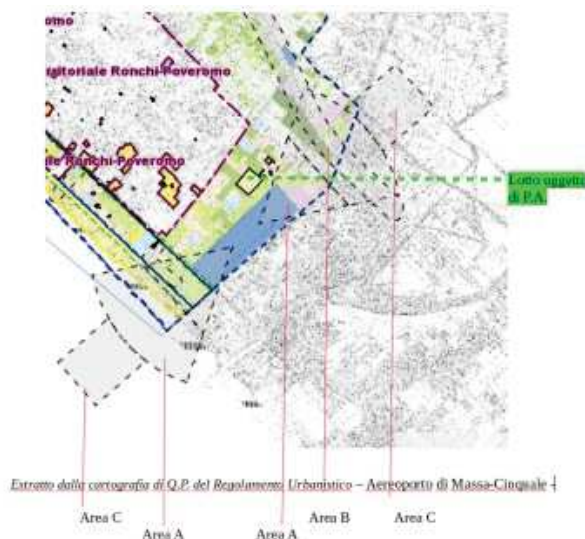 omo
itoriale Ronchi-Poveromo
le Ronchi-Poveromo
Lotto oggetto
di P.A.
Estratto dalla cartografia di Q.P. del Regolamento Urbanistico – Aereoporto di Massa-Cinquale
Area C
Area A
Area A
Area B
Area C